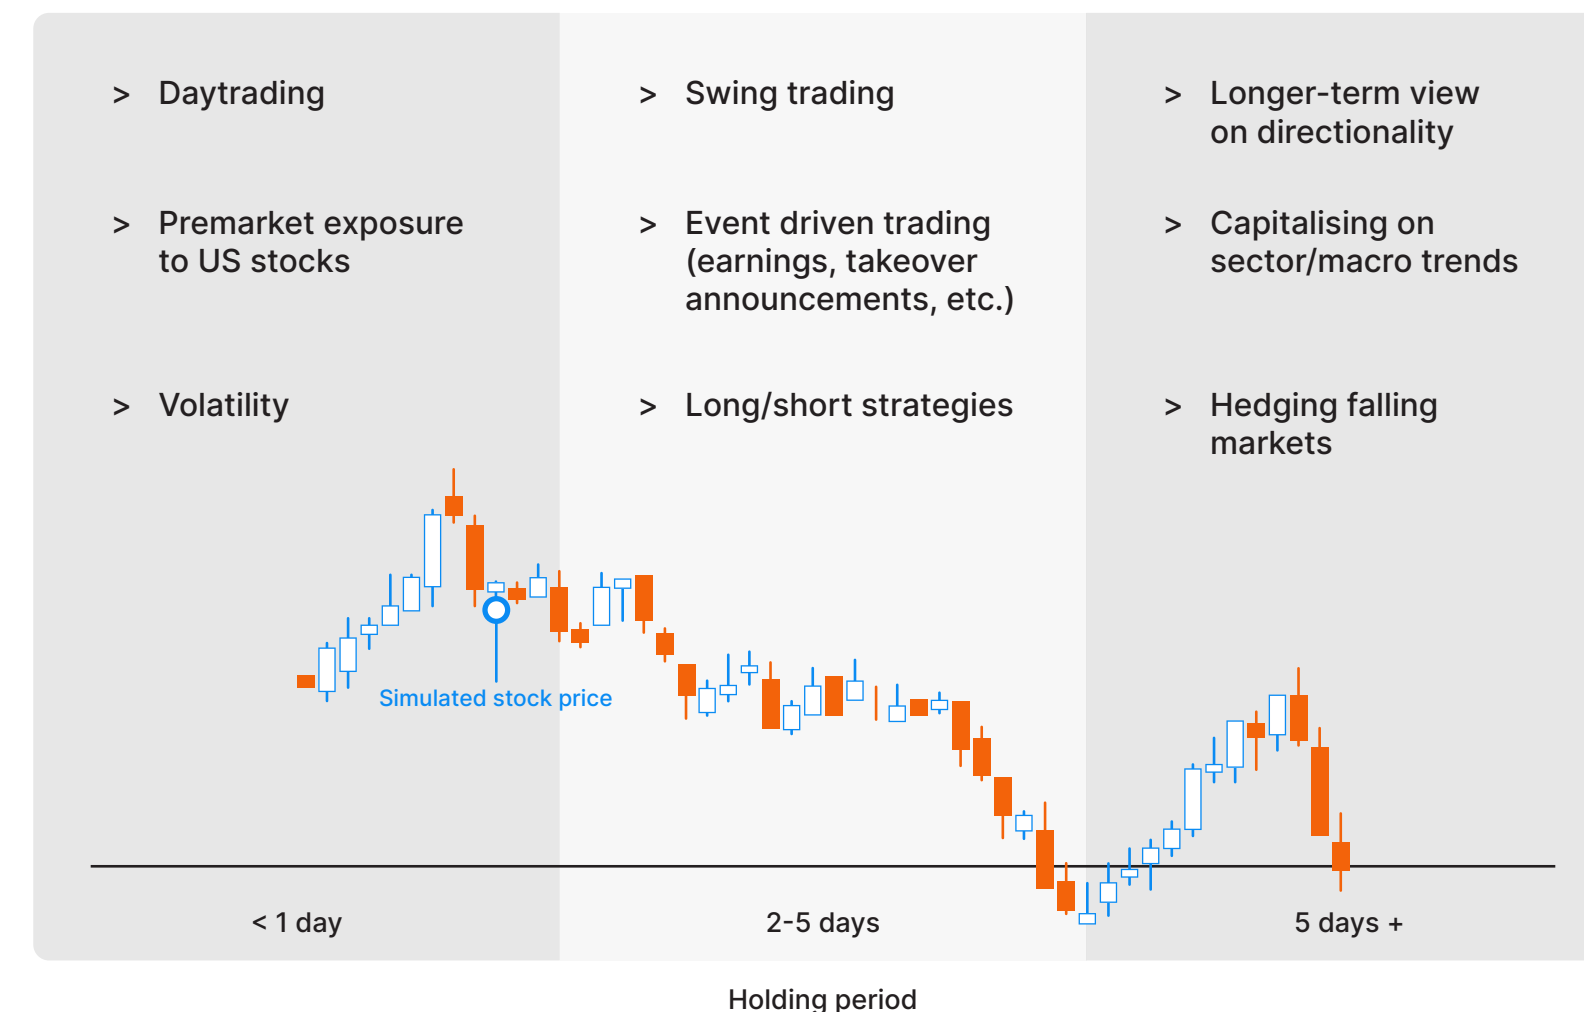 > Daytrading
> Premarket exposure
to US stocks
> Volatility
> Swing trading
> Event driven trading
(earnings, takeover
announcements, etc.)
> Long/short strategies
> Longer-term view
on directionality
> Capitalising on
sector/macro trends
> Hedging falling
markets
Simulated stock price
< 1 day
2-5 days
5 days +
Holding period